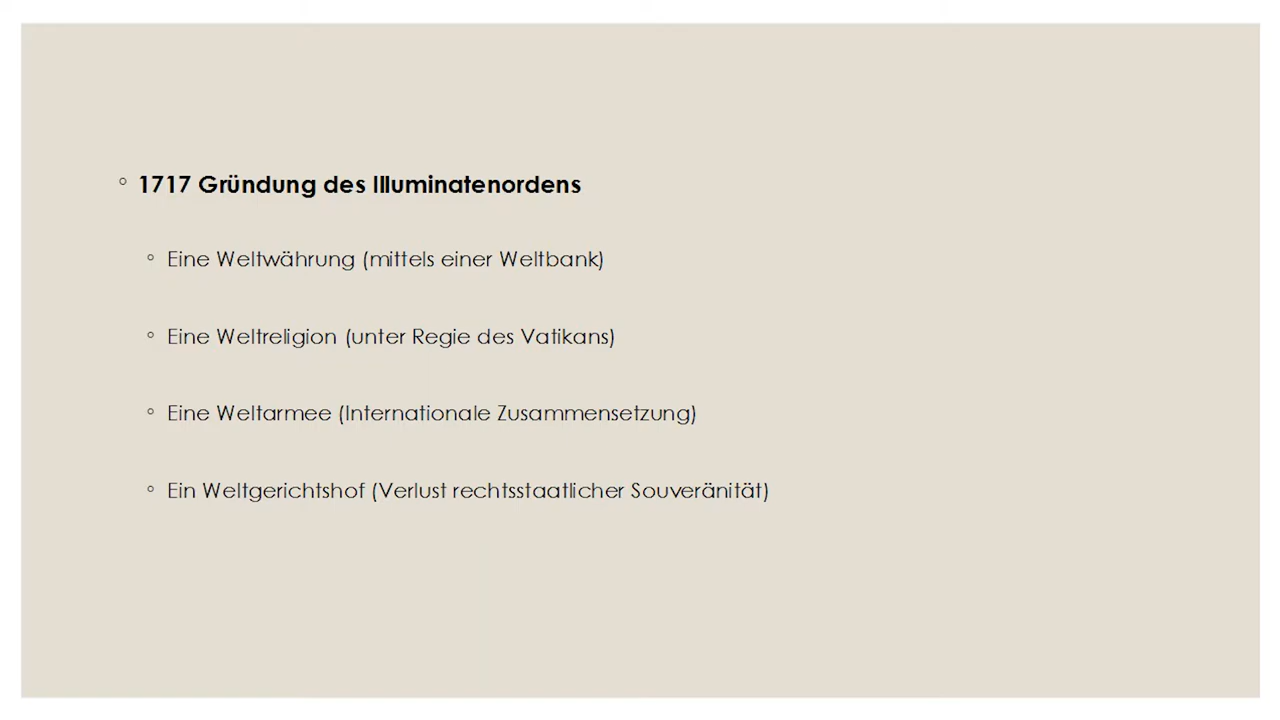 ◦ 1717 Gründung des Illuminatenordens
◦ Eine Weltwährung (mittels einer Weltbank)
◦ Eine Weltreligion (unter Regie des Vatikans)
◦ Eine Weltarmee (Internationale Zusammensetzung)
◦ Ein Weltgerichtshof (Verlust rechtsstaatlicher Souveränität)